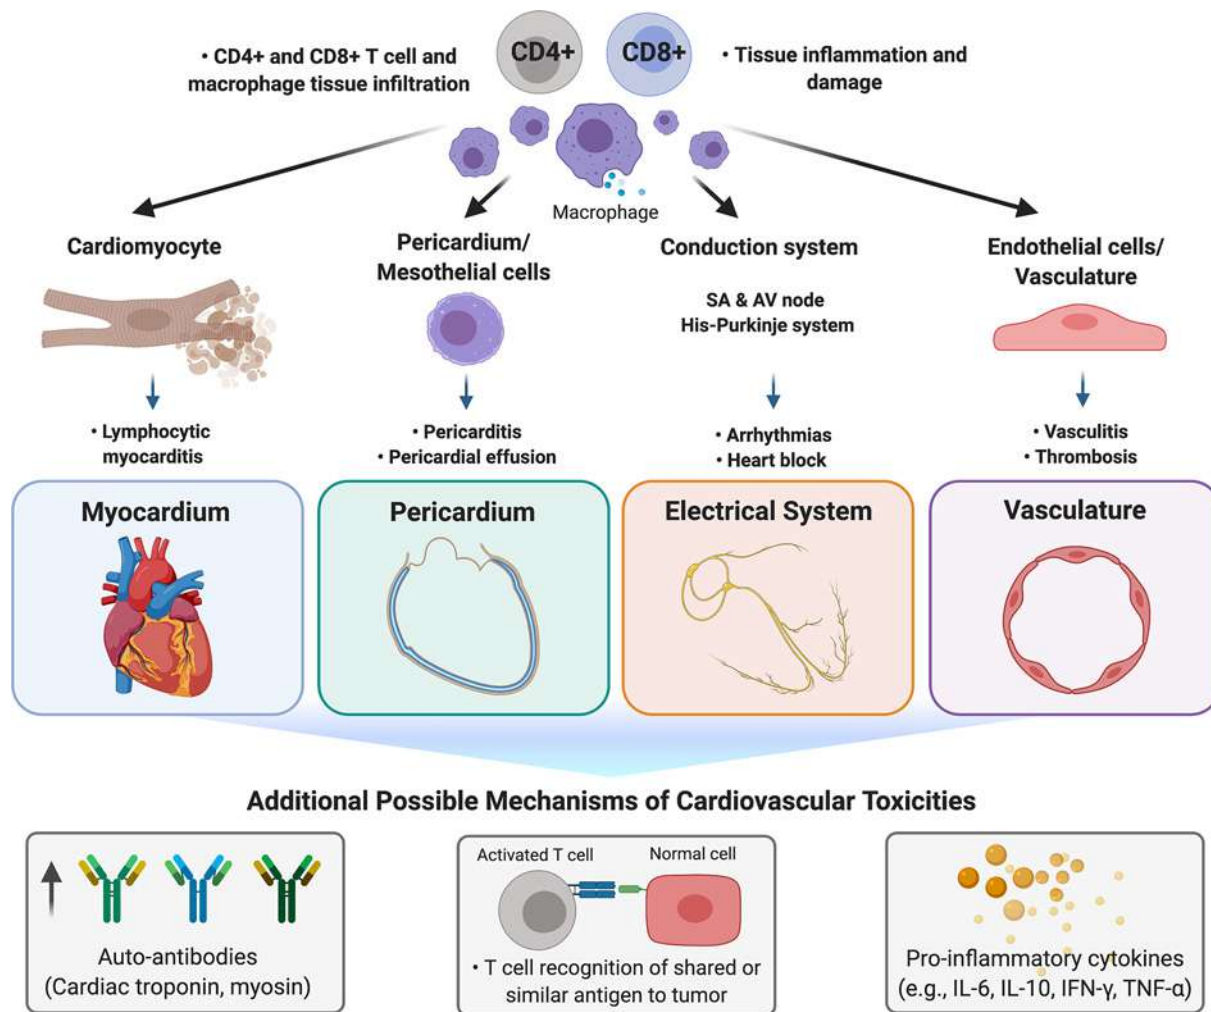 • CD4+ and CD8+ T cell and
macrophage tissue infiltration
CD4+
CD8+
• Tissue inflammation and
damage
Macrophage
Cardiomyocyte
Pericardium/
Mesothelial cells
Conduction system
SA & AV node
His-Purkinje system
Endothelial cells/
Vasculature
• Lymphocytic
myocarditis
• Pericarditis
• Pericardial effusion
• Arrhythmias
• Heart block
• Vasculitis
• Thrombosis
Myocardium
Pericardium
Electrical System
Vasculature
Additional Possible Mechanisms of Cardiovascular Toxicities
Auto-antibodies
(Cardiac troponin, myosin)
Activated T cell
Normal cell
• T cell recognition of shared or
similar antigen to tumor
Pro-inflammatory cytokines
(e.g., IL-6, IL-10, IFN-γ, TNF-α)